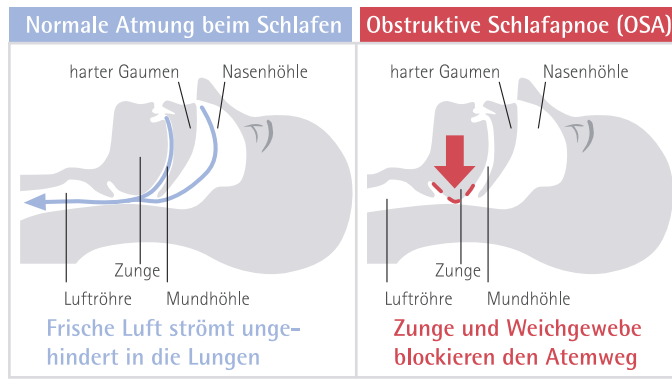 Normale Atmung beim Schlafen
harter Gaumen
Nasenhöhle
Zunge
Luftröhre
Mundhöhle
Frische Luft strömt unge-
hindert in die Lungen
Obstruktive Schlafapnoe (OSA)
harter Gaumen
Nasenhöhle
Zunge
Luftröhre
Mundhöhle
Zunge und Weichgewebe
blockieren den Atemweg